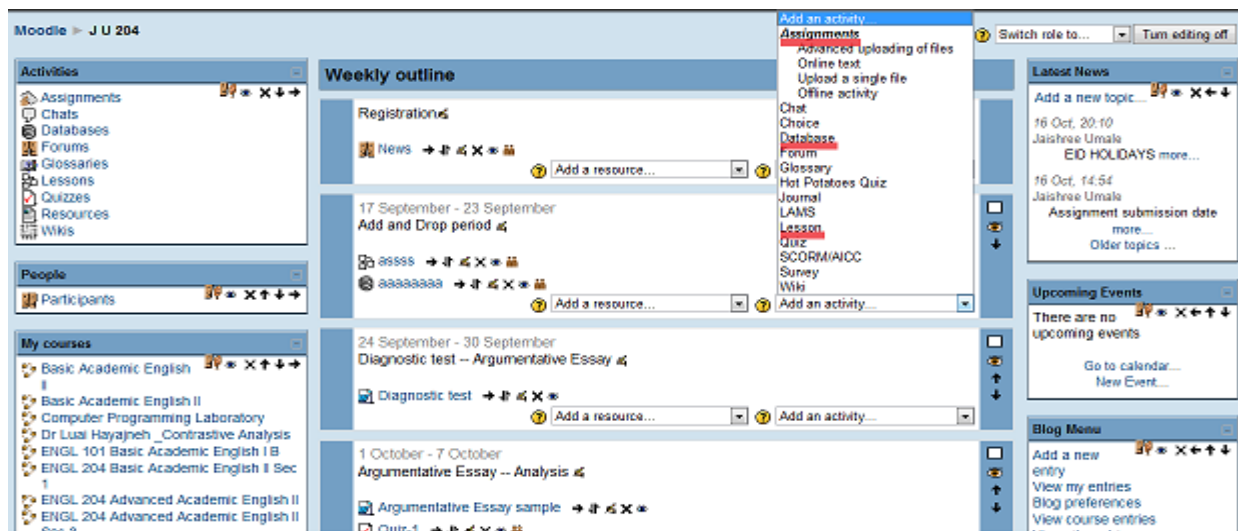 Moodle ► J U 204
Switch role to...
Turn editing off
Activities
Assignments
Chats
Databases
Forums
Glossaries
Lessons
Quizzes
Resources
Wikis
People
Participants
My courses
Basic Academic English
II
Basic Academic English II
Computer Programming Laboratory
Dr Luai Hayajneh _Contrastive Analysis
ENGL 101 Basic Academic English I B
ENGL 204 Basic Academic English II Sec
1
ENGL 204 Advanced Academic English II
ENGL 204 Advanced Academic English II
Weekly outline
Registration
News
Add a resource...
17 September - 23 September
Add and Drop period
assss
aaaaaaaa
Add a resource...
Add an activity...
24 September - 30 September
Diagnostic test -- Argumentative Essay
Diagnostic test
Add a resource...
Add an activity...
1 October - 7 October
Argumentative Essay -- Analysis
Argumentative Essay sample
Quiz-1
Add an activity...
Assignments
Advanced uploading of files
Online text
Upload a single file
Offline activity
Chat
Choice
Database
Forum
Glossary
Hot Potatoes Quiz
Journal
LAMS
Lesson
Quiz
SCORM/AICC
Survey
Wiki
Latest News
Add a new topic...
16 Oct, 20:10
Jaishree Umale
EID HOLIDAYS more...
16 Oct, 14:54
Jaishree Umale
Assignment submission date
more...
Older topics ...
Upcoming Events
There are no
upcoming events
Go to calendar...
New Event...
Blog Menu
Add a new
entry
View my entries
Blog preferences
View course entries